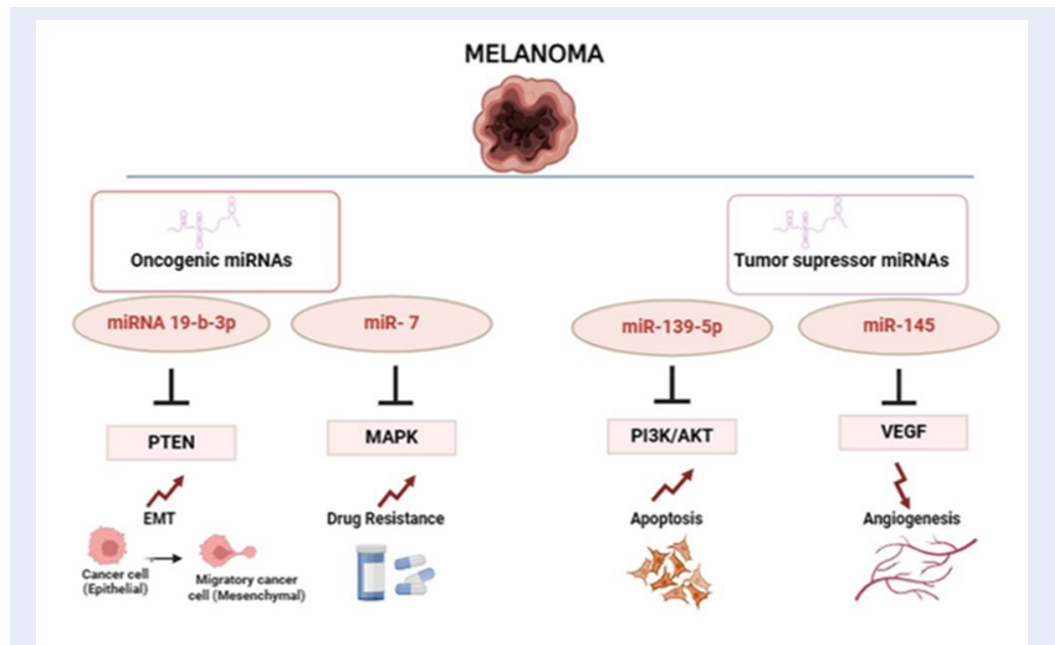 MELANOMA
Oncogenic miRNAs
Tumor supressor miRNAs
miRNA 19-b-3p
miR- 7
miR-139-5p
miR-145
PTEN
MAPK
PI3K/AKT
VEGF
EMT
Drug Resistance
Apoptosis
Angiogenesis
Cancer cell
(Epithelial)
Migratory cancer
cell (Mesenchymal)